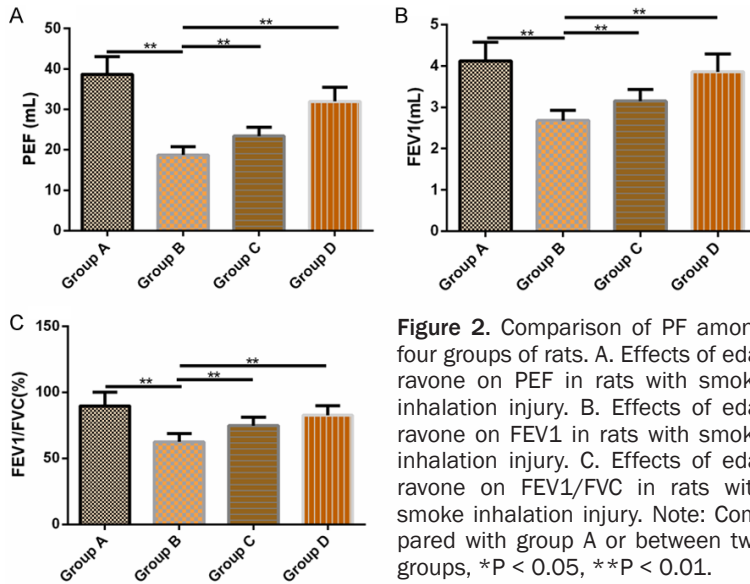 A
PEF (mL)
50
40
30
20
10
0
**
**
**
Group A
Group B
Group C
Group D
B
FEV1(mL)
5
4
3
2
1
0
**
**
**
Group A
Group B
Group C
Group D
C
FEV1/FVC(%)
150
100
50
0
**
**
**
Group A
Group B
Group C
Group D
Figure 2. Comparison of PF among
four groups of rats. A. Effects of eda
ravone on PEF in rats with smok
inhalation injury. B. Effects of eda
ravone on FEV1 in rats with smok
inhalation injury. C. Effects of eda
ravone on FEV1/FVC in rats wit
smoke inhalation injury. Note: Com
pared with group A or between tw
groups, *P < 0.05, **P < 0.01.